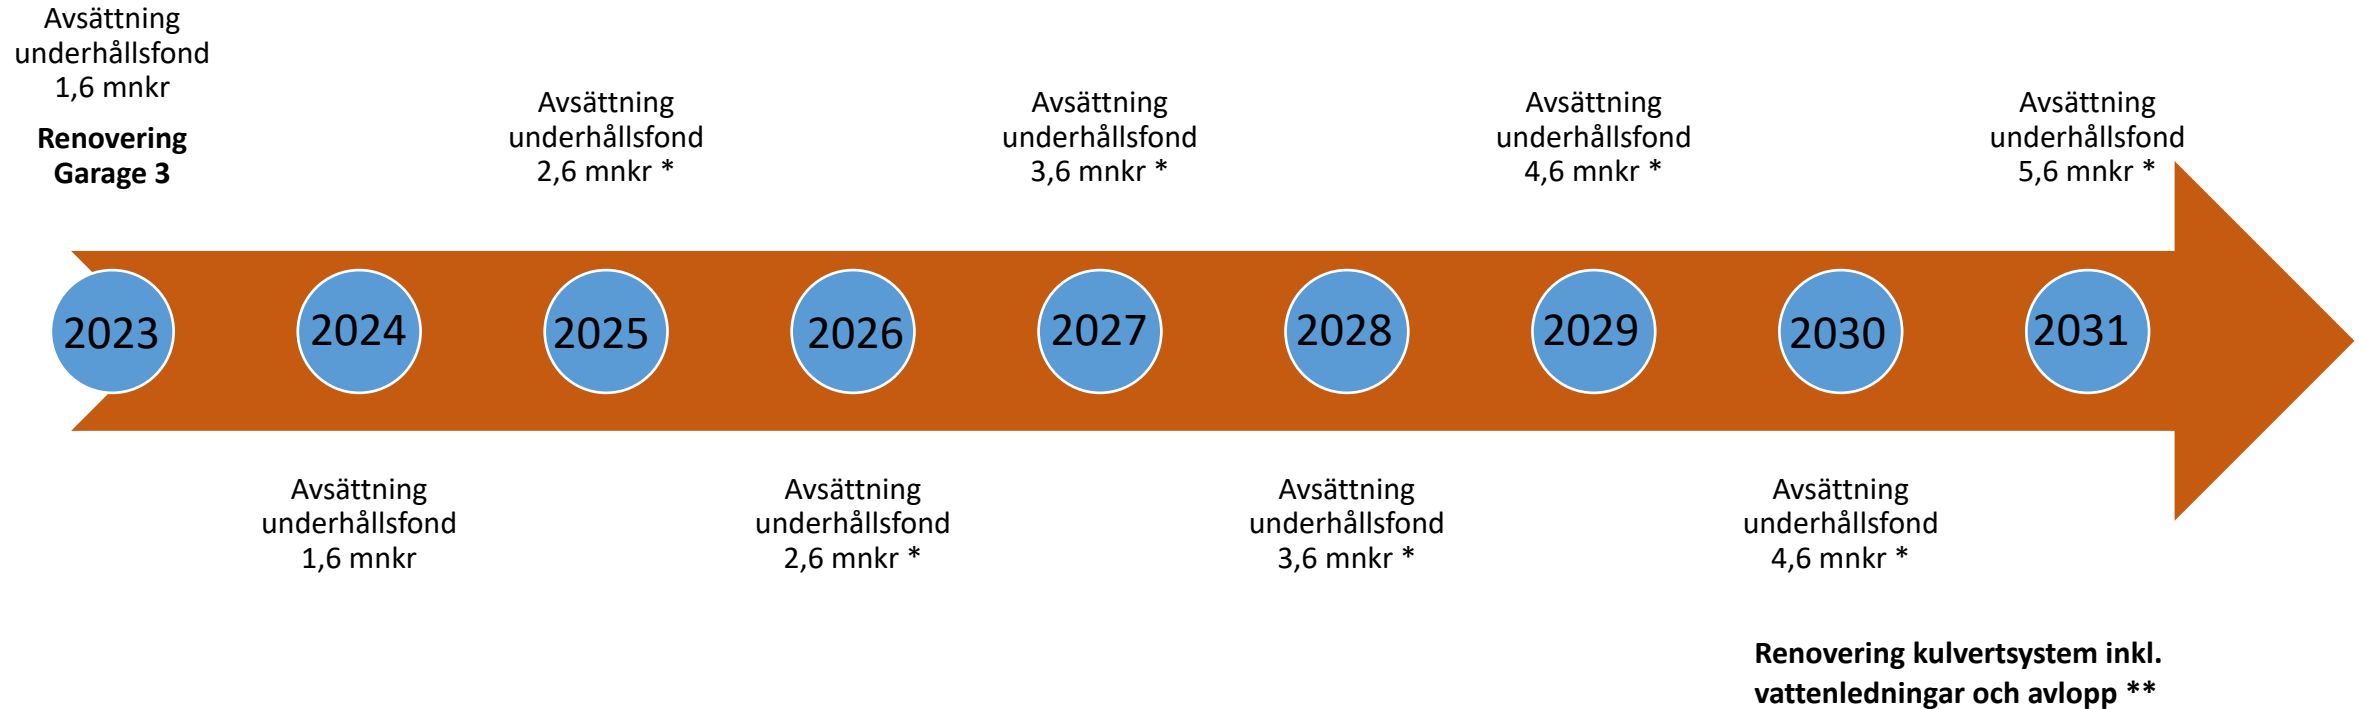 Avsättning
underhållsfond
1,6 mnkr
Renovering
Garage 3
Avsättning
underhållsfond
2,6 mnkr *
Avsättning
underhållsfond
3,6 mnkr *
Avsättning
underhållsfond
4,6 mnkr *
Avsättning
underhållsfond
5,6 mnkr *
2023
2024
2025
2026
2027
2028
2029
2030
2031
Avsättning
underhållsfond
1,6 mnkr
Avsättning
underhållsfond
2,6 mnkr *
Avsättning
underhållsfond
3,6 mnkr *
Avsättning
underhållsfond
4,6 mnkr *
Renovering kulvertsystem inkl.
vattenledningar och avlopp **